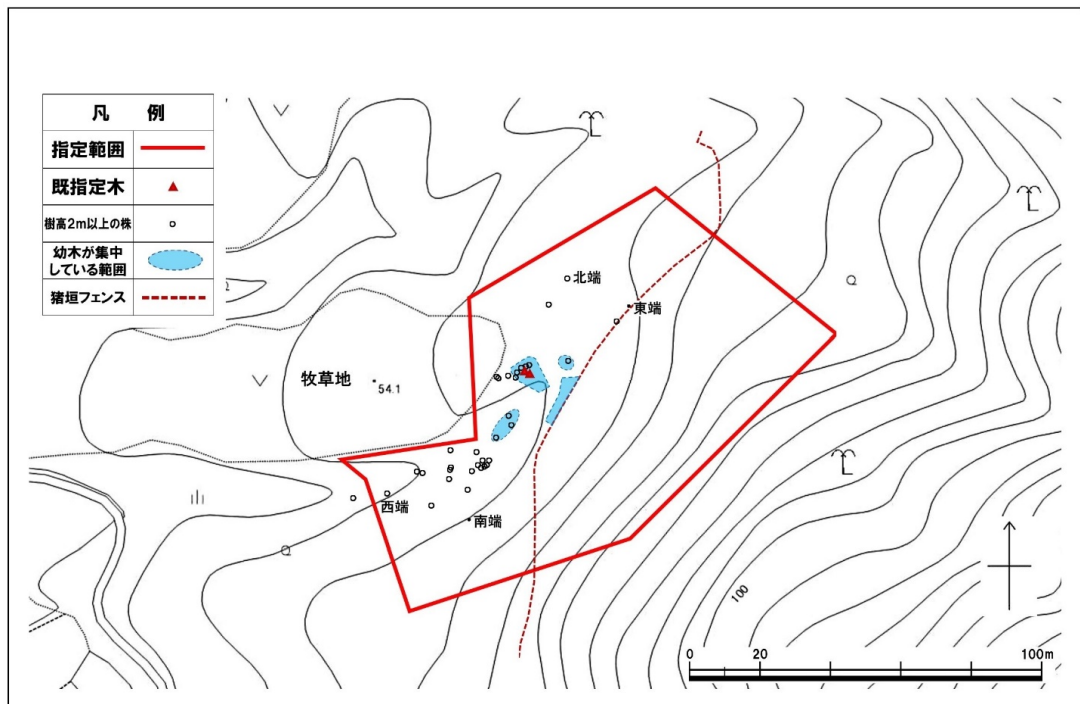 凡 例
指定範囲
既指定木
樹高2m以上の株
幼木が集中
している範囲
猪垣フェンス
北端
東端
牧草地
54.1
西端
南端
100
0 20 100m